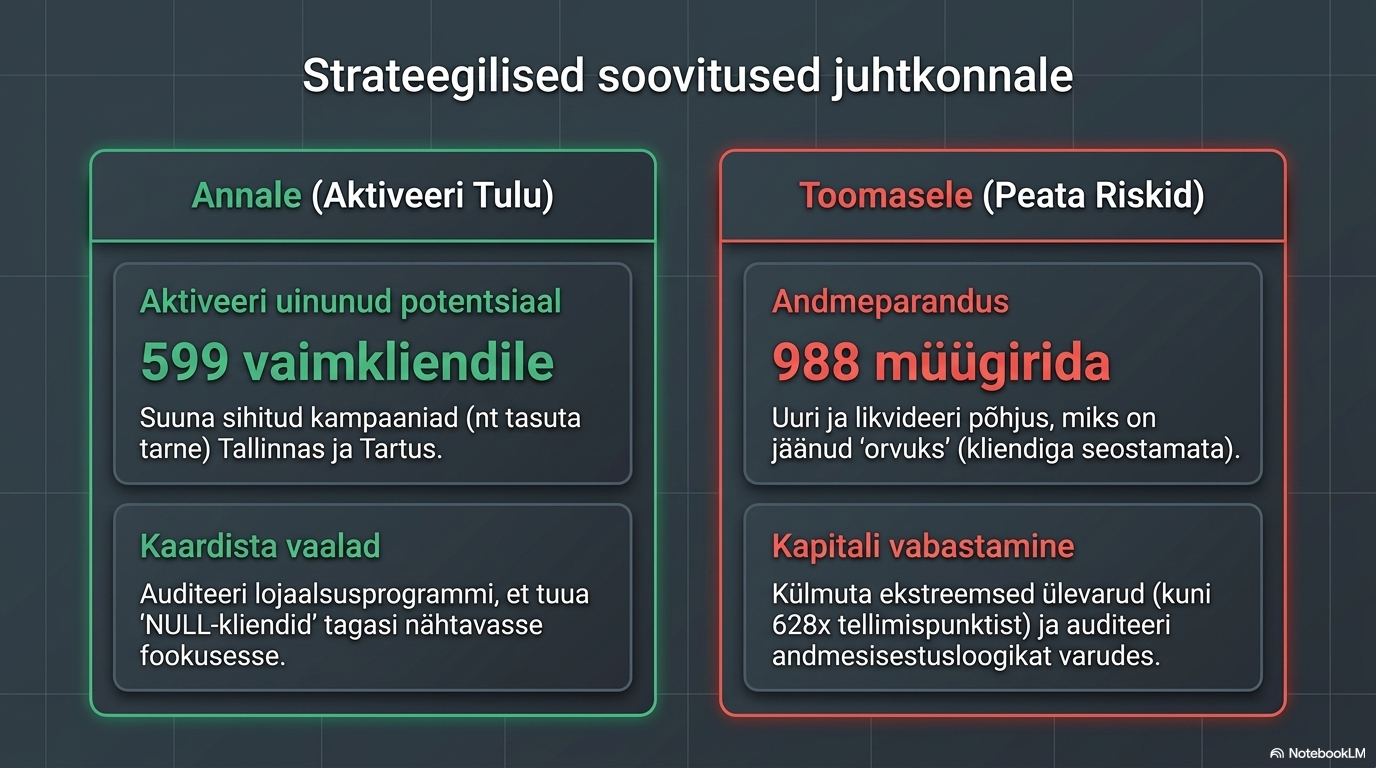 Strateegilised soovitused juhtkonnale
Annale (Aktiveeri Tulu)
Aktiveeri uinunud potentsiaal
599 vaimkliendile
Suuna sihitud kampaaniad (nt tasuta
tarne) Tallinnas ja Tartus.
Kaardista vaalad
Auditeeri lojaalsusprogrammi, et tuua
‘NULL-kliendid’ tagasi nähtavasse
fookusesse.
Toomasele (Peata Riskid)
Andmeparandus
988 müügirida
Uuri ja likvideeri põhjus, miks on
jäänud ‘orvuks’ (kliendiga seostamata).
Kapitali vabastamine
Külmuta ekstreemsed ülevarud (kuni
628x tellimispunktist) ja auditeeri
andmesisestusloogikat varudes.
NotebookLM